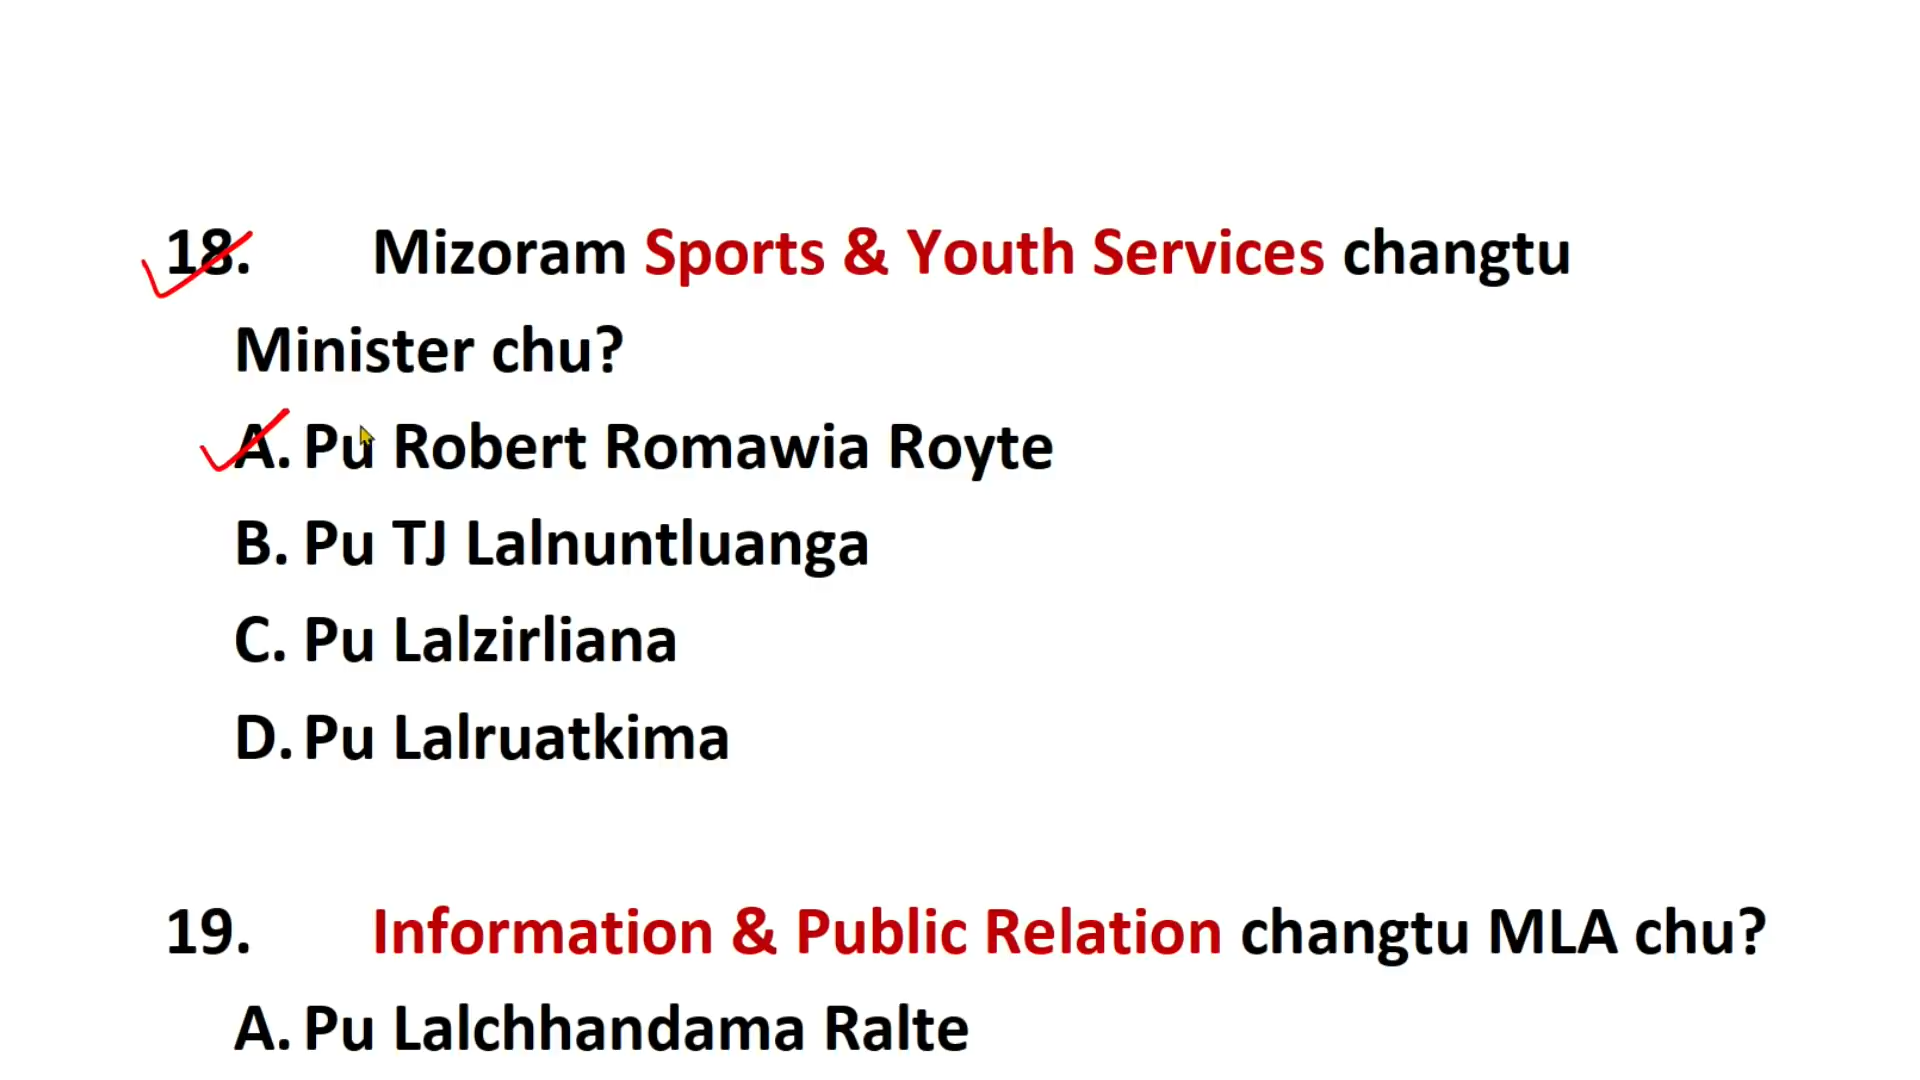 18. Mizoram Sports & Youth Services changtu
Minister chu?
A. Pu Robert Romawia Royte
B. Pu TJ Lalnuntluanga
C. Pu Lalzirliana
D. Pu Lalruatkima
19. Information & Public Relation changtu MLA chu?
A. Pu Lalchhandama Ralte